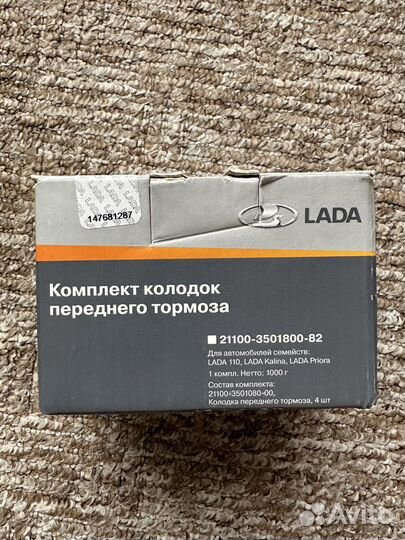 147681287
LADA
Комплект колодок
переднего тормоза
21100-3501800-82
Для автомобилей семейств:
LADA 110, LADA Kalina, LADA Priora
1 компл. Нетто: 1000 г
Состав комплекта:
21100-3501080-00,
Колодка переднего тормоза, 4 шт
Avito